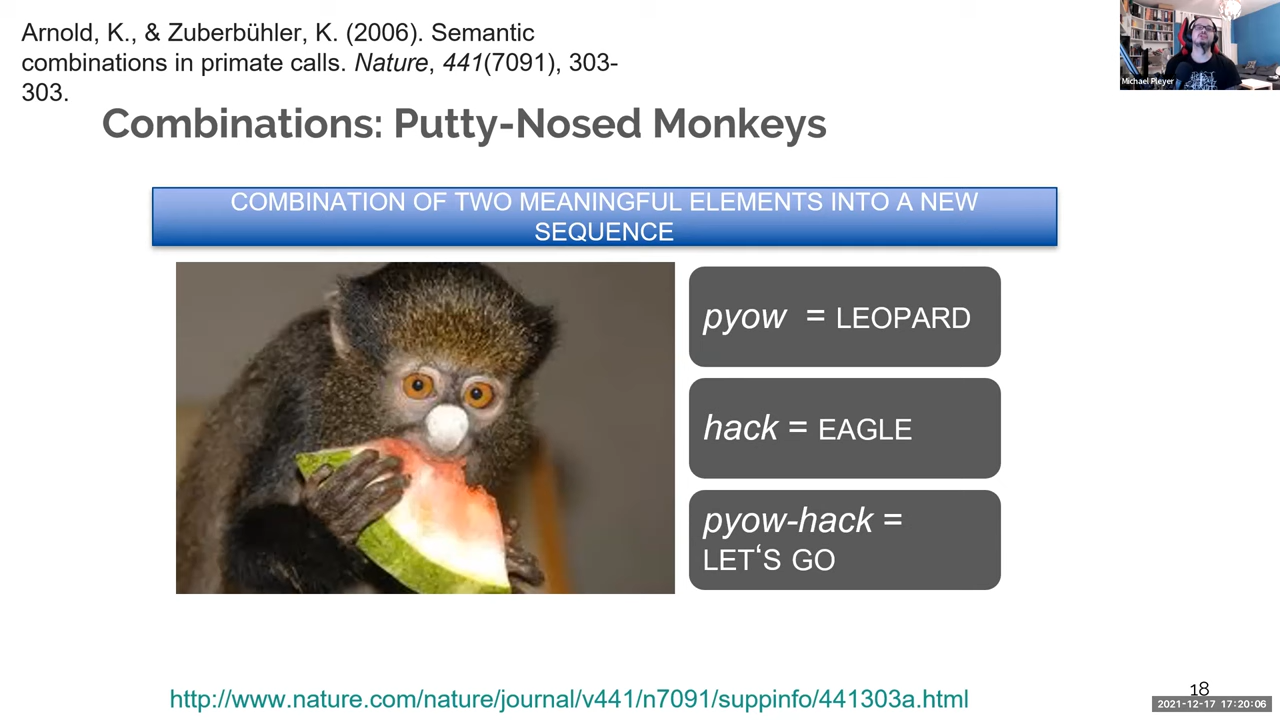 Arnold, K., & Zuberbühler, K. (2006). Semantic
combinations in primate calls. Nature, 441(7091), 303-
303.
Michael Pleyer
Combinations: Putty-Nosed Monkeys
COMBINATION OF TWO MEANINGFUL ELEMENTS INTO A NEW
SEQUENCE
pyow = LEOPARD
hack = EAGLE
pyow-hack =
LET‘S GO
http://www.nature.com/nature/journal/v441/n7091/suppinfo/441303a.html
18
2021-12-17 17:20:06